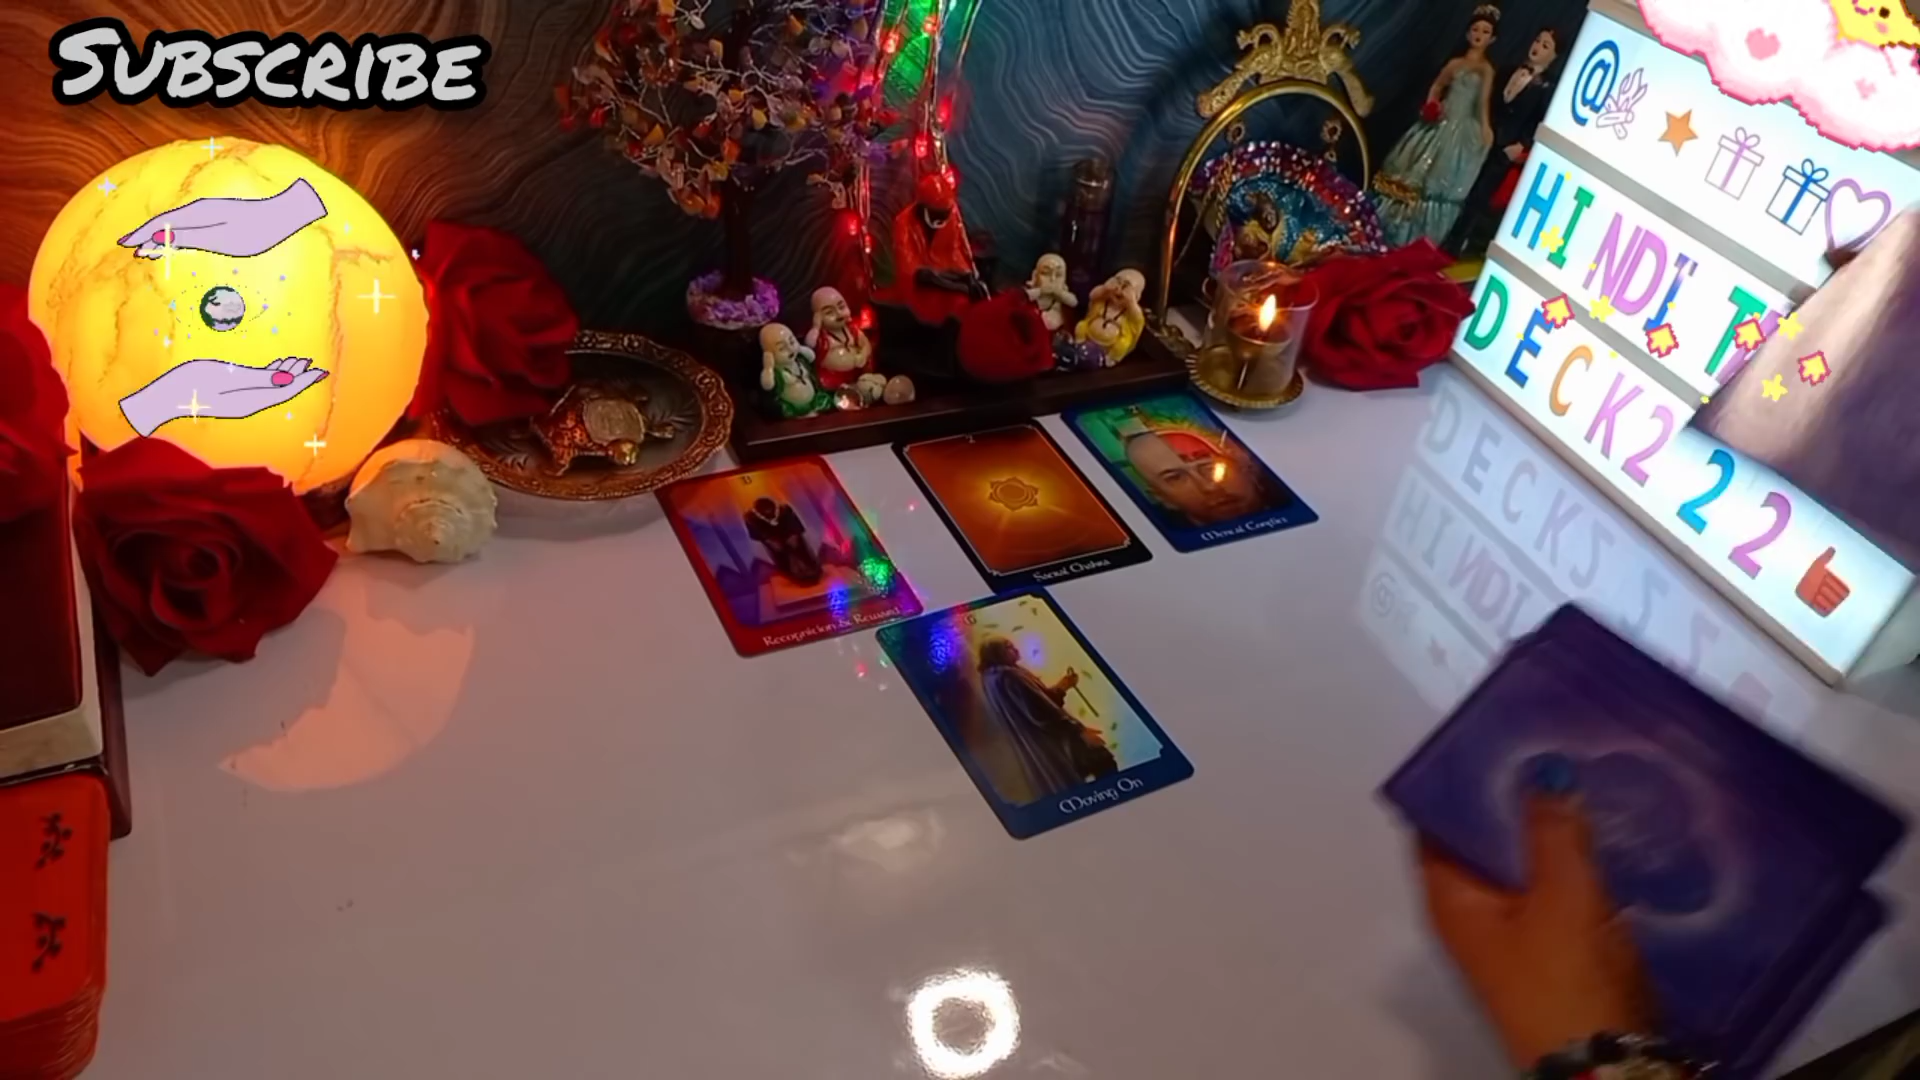 SUBSCRIBE
@
HINDI T
DECK2 22
Recognition & Reward
Sacral Chakra
Mental Conflict
Moving On